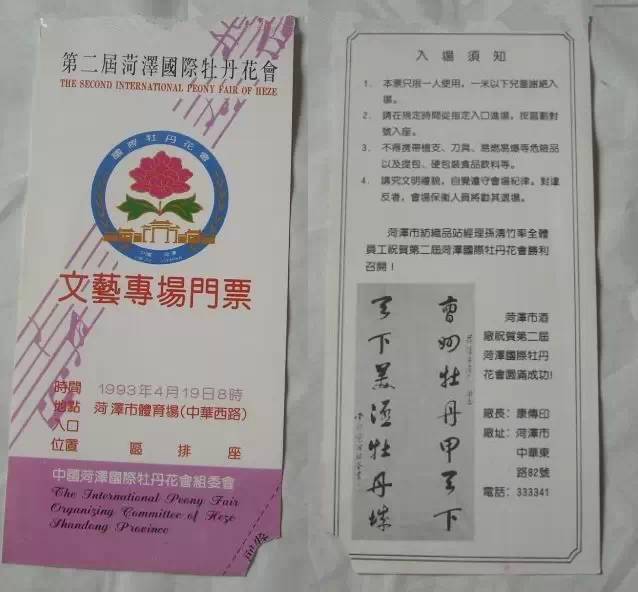 第二屆菏澤國際牡丹花會
THE SECOND INTERNATIONAL PEONY FAIR OF HEZE
國際牡丹花會
中國 菏澤
文藝專場門票
時間 1993年4月19日8時
地點 菏澤市體育場(中華西路)
入口
位置 區 排 座
中國菏澤國際牡丹花會組委會
The International Peony Fair
Organizing Committee of Heze
Shandong Province
入場須知
1. 本票只限一人使用,一米以下兒童謝絕入
場。
2. 請在規定時間從指定入口進場,按區劃對
號入座。
3. 不得攜帶槍支、刀具、易燃易爆等危險品
以及提包、硬包裝食品飲料等。
4. 請究文明禮貌,自覺遵守會場紀律。對違
反者,會場保衛人員將勸其退場。
菏澤市紡織品站經理孫清竹率全體
員工祝賀第二屆菏澤國際牡丹花會勝利
召開!
曹州牡丹甲天下
天下美酒牡丹
菏澤市酒
廠祝賀第二屆
菏澤國際牡丹
花會圓滿成功!
廠長:康傳印
廠址:菏澤市
中華東
路82號
電話:333341